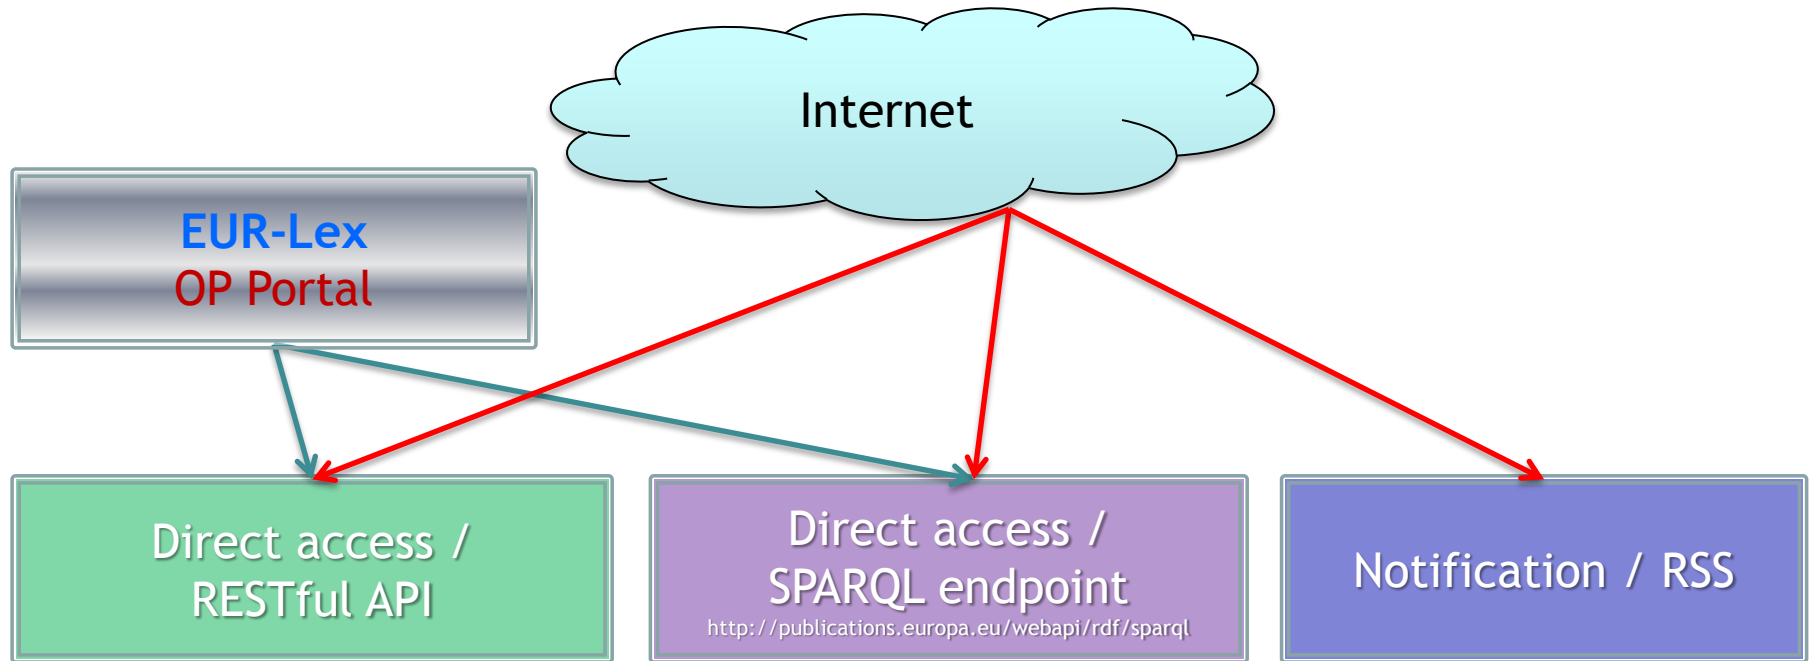 Internet
EUR-Lex
OP Portal
Direct access /
RESTful API
Direct access /
SPARQL endpoint
http://publications.europa.eu/webapi/rdf/sparql
Notification / RSS